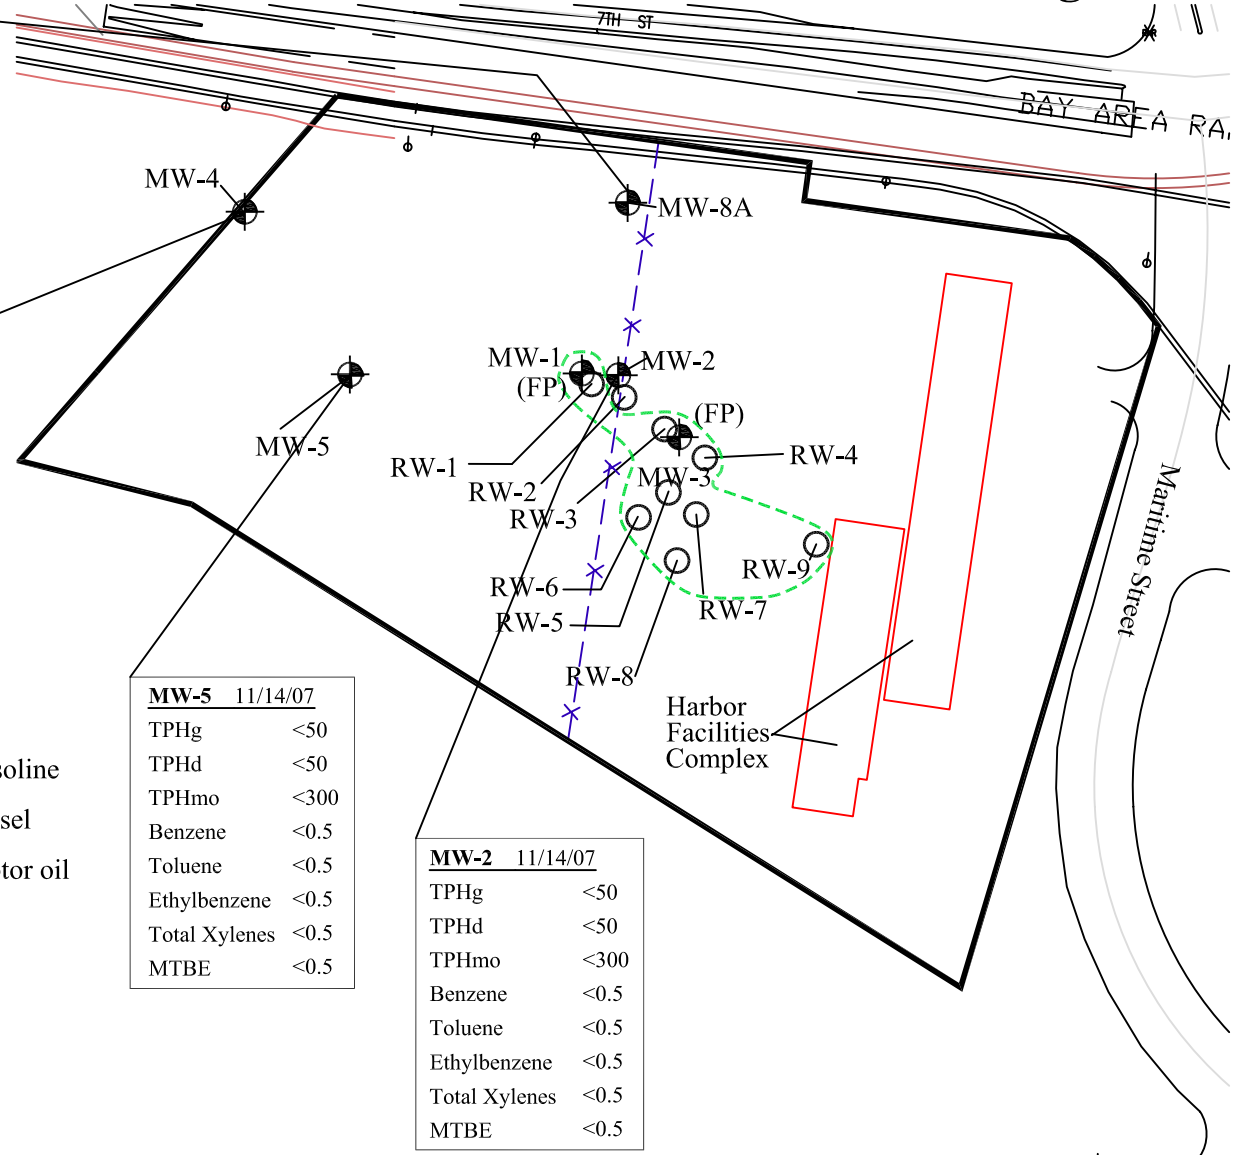 7TH ST
BAY AREA RA
MW-4
MW-8A
MW-1
(FP)
MW-2
(FP)
MW-5
RW-1
RW-2
RW-3
MW-3
RW-4
RW-9
RW-6
RW-7
RW-5
RW-8
Maritime Street
Harbor
Facilities
Complex
MW-5 11/14/07
TPHg <50
TPHd <50
TPHmo <300
Benzene <0.5
Toluene <0.5
Ethylbenzene <0.5
Total Xylenes <0.5
MTBE <0.5
soline
sel
tor oil
MW-2 11/14/07
TPHg <50
TPHd <50
TPHmo <300
Benzene <0.5
Toluene <0.5
Ethylbenzene <0.5
Total Xylenes <0.5
MTBE <0.5